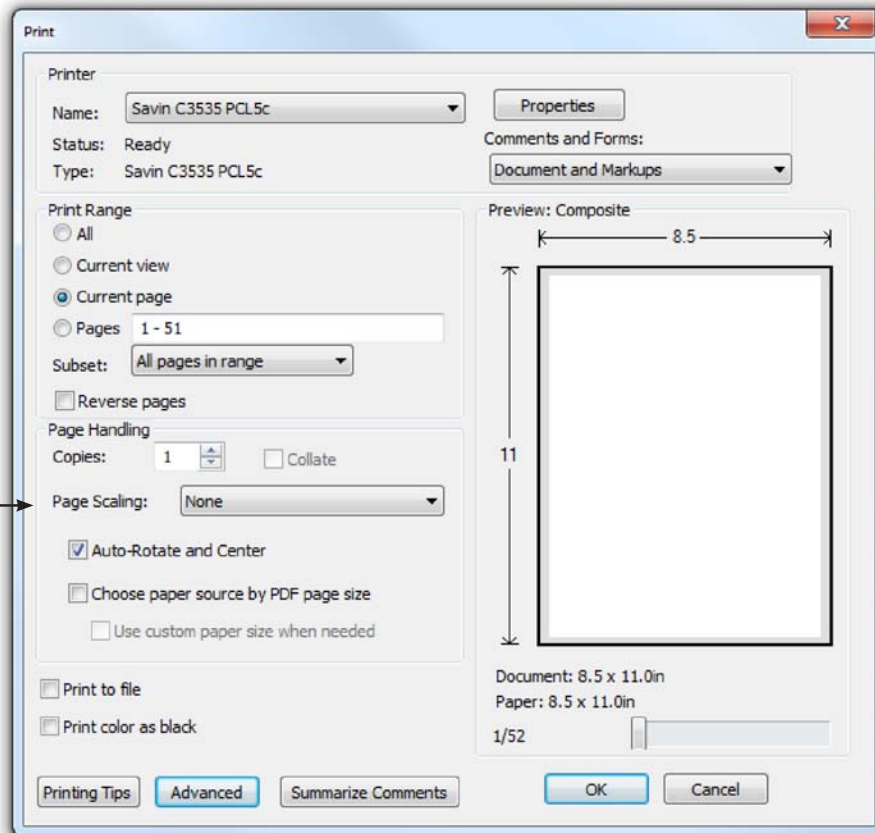 Print
Printer
Name: Savin C3535 PCL5c
Properties
Status: Ready
Comments and Forms:
Type: Savin C3535 PCL5c
Document and Markups
Print Range
All
Current view
Current page
Pages 1 - 51
Subset: All pages in range
Reverse pages
Page Handling
Copies: 1 Collate
Page Scaling: None
Auto-Rotate and Center
Choose paper source by PDF page size
Use custom paper size when needed
Print to file
Print color as black
Preview: Composite
8.5
11
Document: 8.5 x 11.0in
Paper: 8.5 x 11.0in
1/52
Printing Tips Advanced Summarize Comments OK Cancel